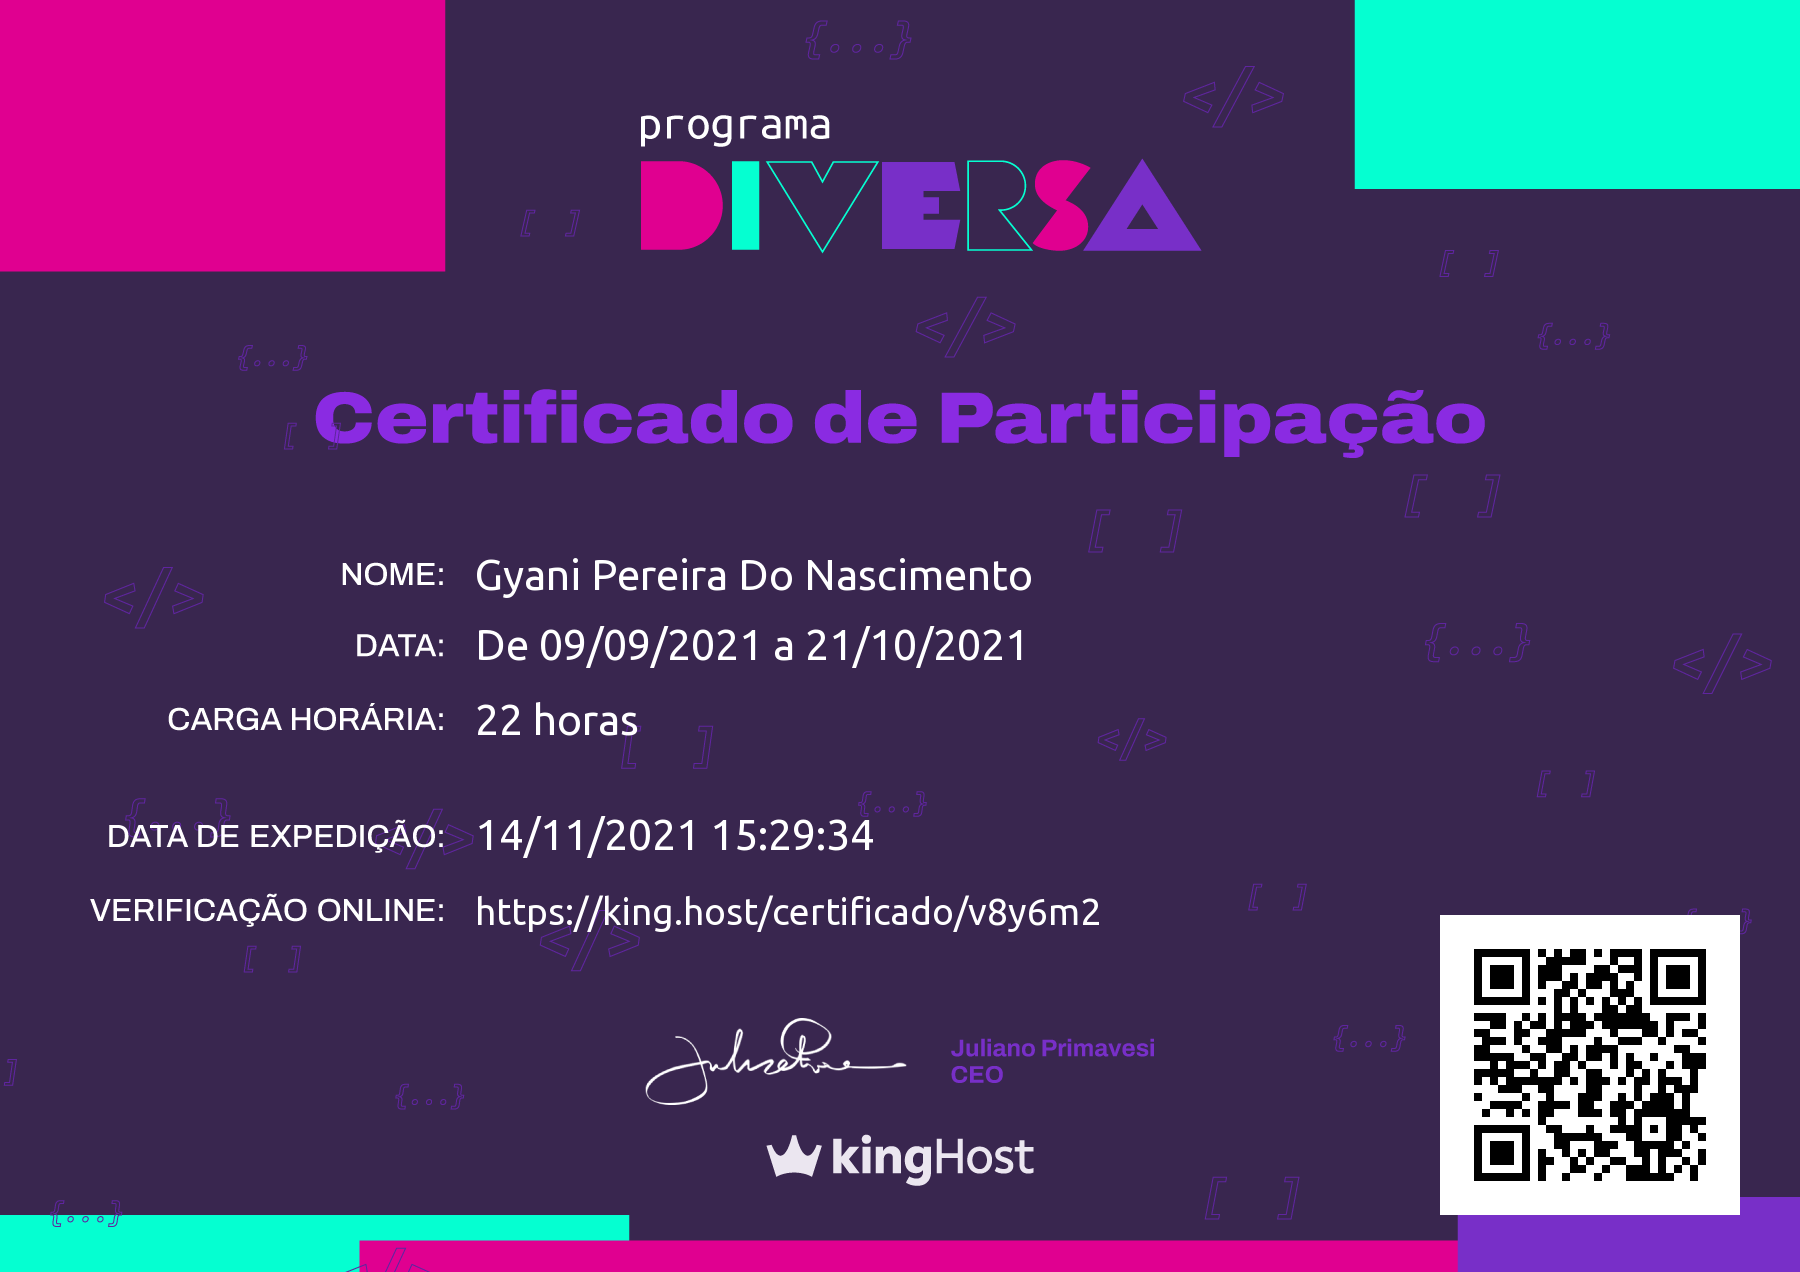 programa
DIVERSA
Certificado de Participação
NOME: Gyani Pereira Do Nascimento
DATA: De 09/09/2021 a 21/10/2021
CARGA HORÁRIA: 22 horas
DATA DE EXPEDIÇÃO: 14/11/2021 15:29:34
VERIFICAÇÃO ONLINE: https://king.host/certificado/v8y6m2
Juliano Primavesi
CEO
kingHost